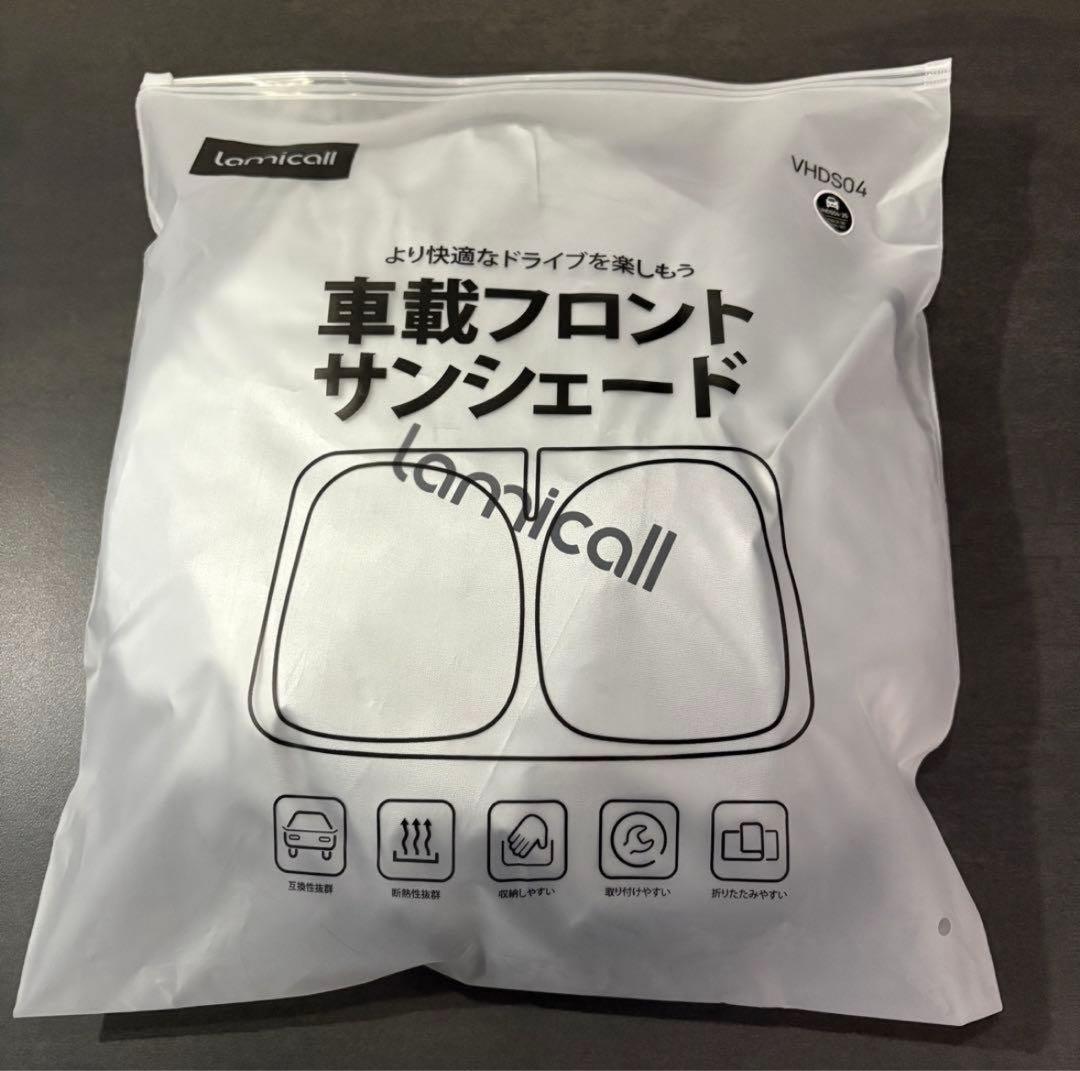 Lamicall
VHDS04
より快適なドライブを楽しもう
車載フロント
サンシェード
Lamicall
互換性抜群
断熱性抜群
収納しやすい
取り付けやすい
折りたたみやすい